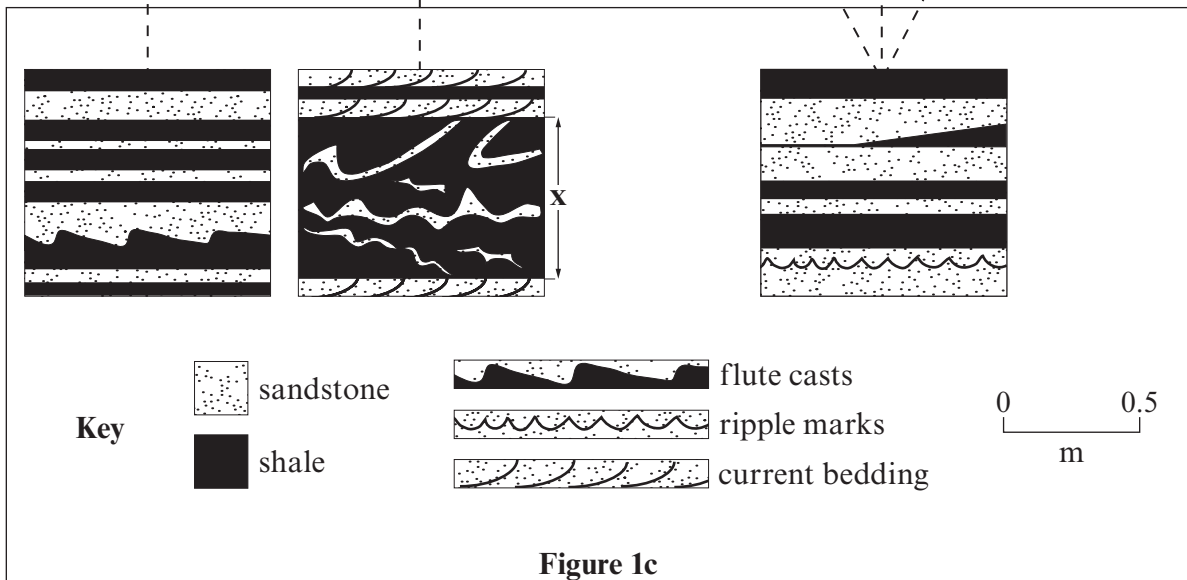 x
sandstone
shale
Key
flute casts
ripple marks
current bedding
0 0.5
m
Figure 1c